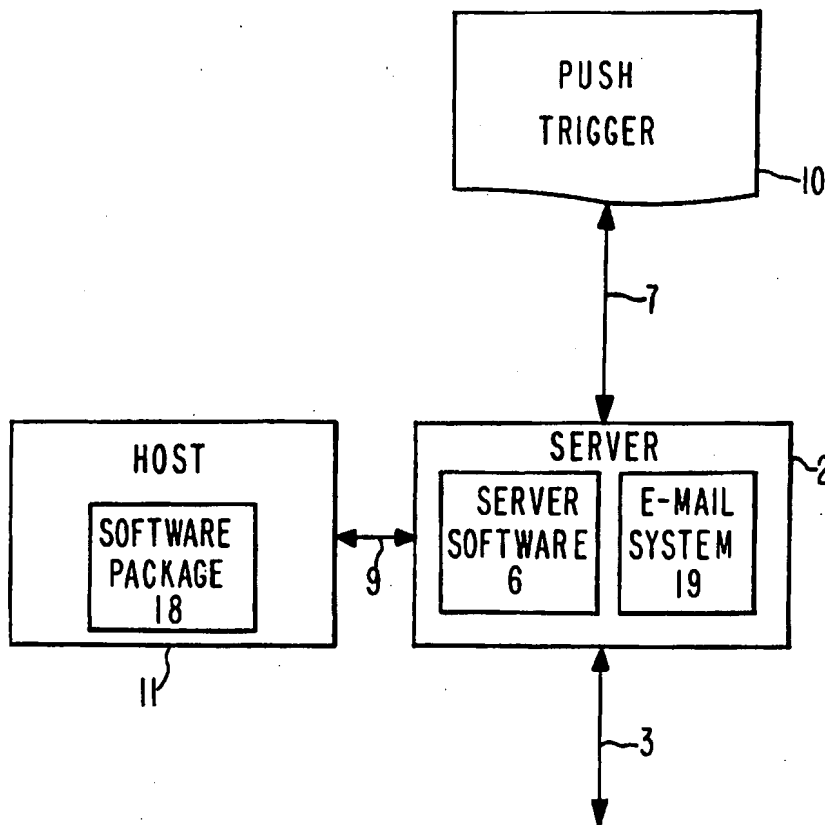 PUSH
TRIGGER
10
7
HOST
SOFTWARE
PACKAGE
18
11
9
SERVER
2
SERVER
SOFTWARE
6
E-MAIL
SYSTEM
19
3